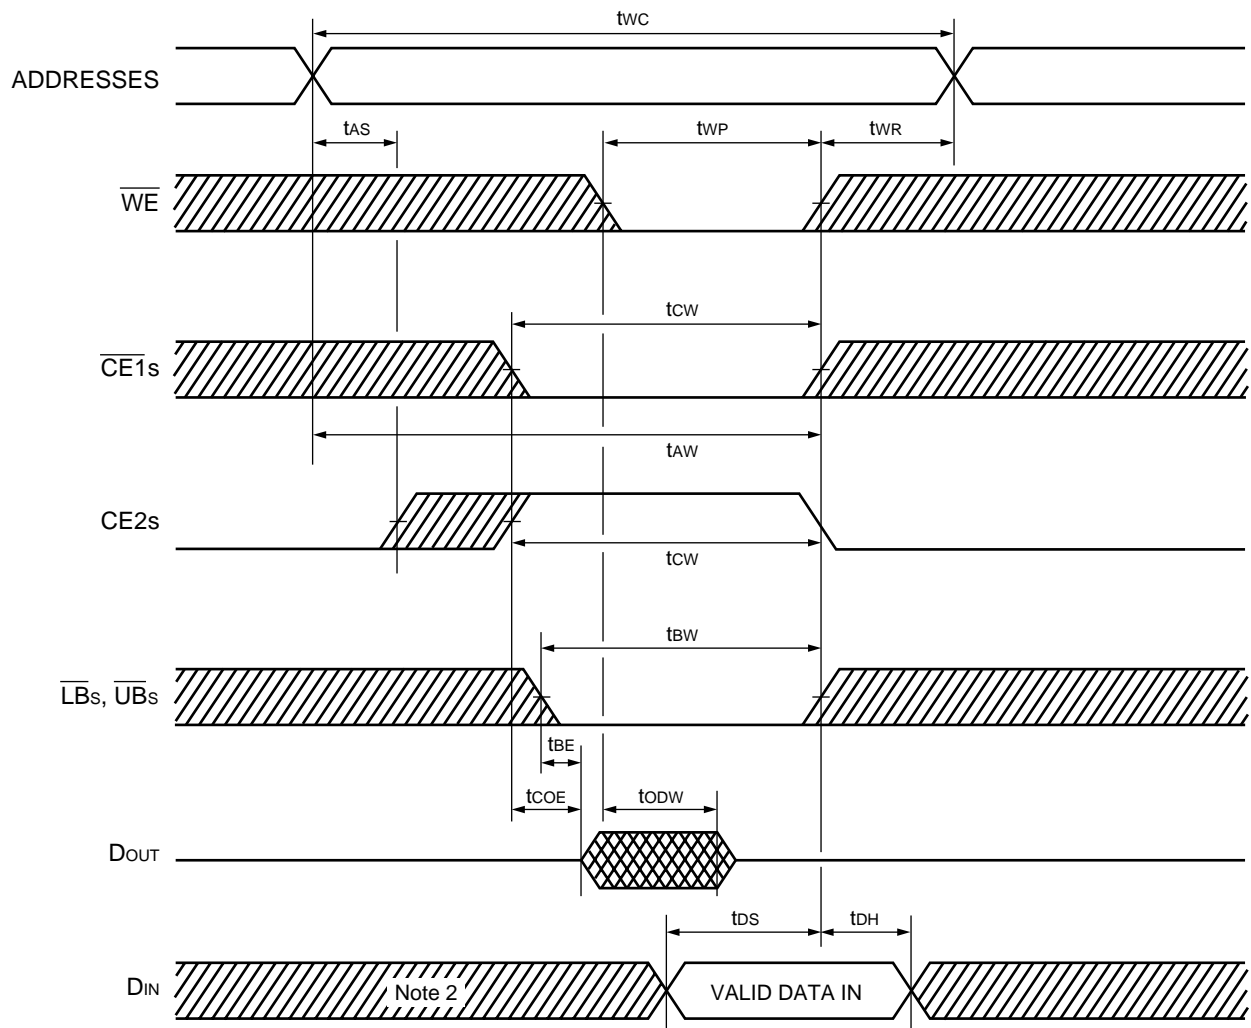 tWC
ADDRESSES
tAS
tWP
tWR
WE
tCW
CE1s
tAW
CE2s
tCW
tBW
LBs, UBs
tBE
tCOE
tODW
DOUT
tDS
tDH
DIN
Note 2
VALID DATA IN